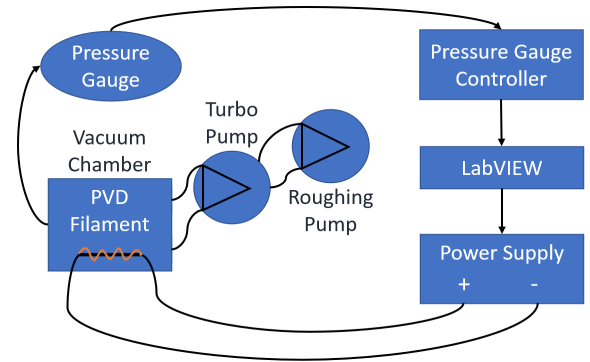 Pressure
Gauge
Pressure Gauge
Controller
Turbo
Pump
Vacuum
Chamber
PVD
Filament
Roughing
Pump
LabVIEW
Power Supply
+ -